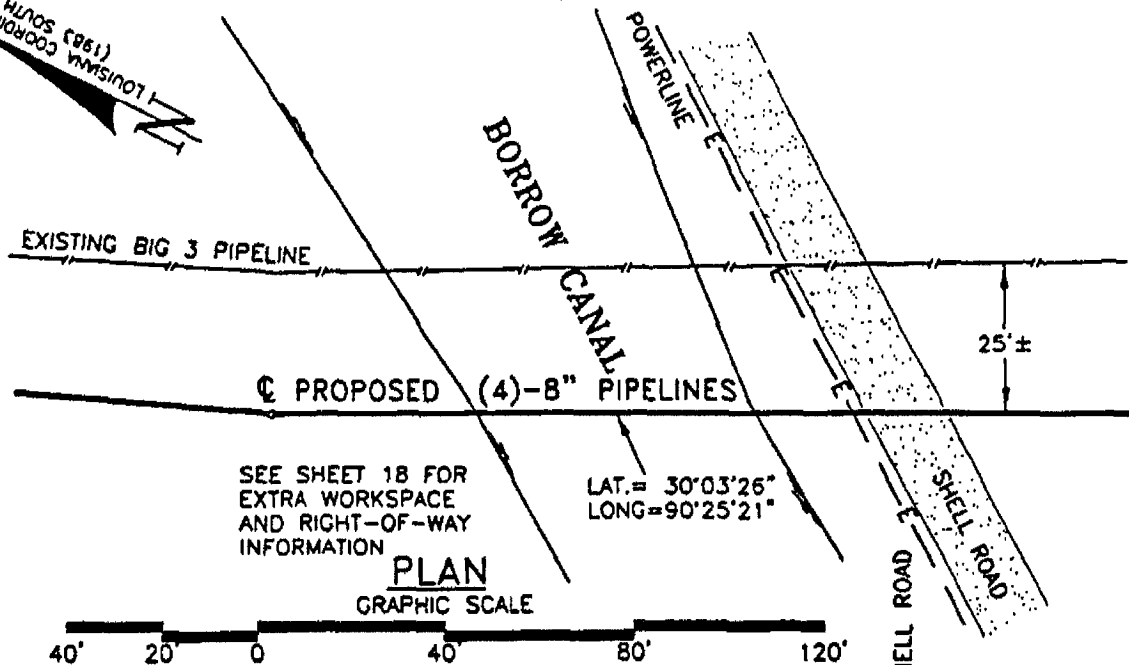 LOUISIANA COORDIN
(1983 SOUTH
POWERLINE
E
BORROW CANAL
EXISTING BIG 3 PIPELINE
E
25'±
℄ PROPOSED (4)-8" PIPELINES
E
SEE SHEET 18 FOR
EXTRA WORKSPACE
AND RIGHT-OF-WAY
INFORMATION
LAT.= 30°03'26"
LONG=90°25'21"
E
SHELL ROAD
HELL ROAD
PLAN
GRAPHIC SCALE
40' 20' 0 40' 80' 120'